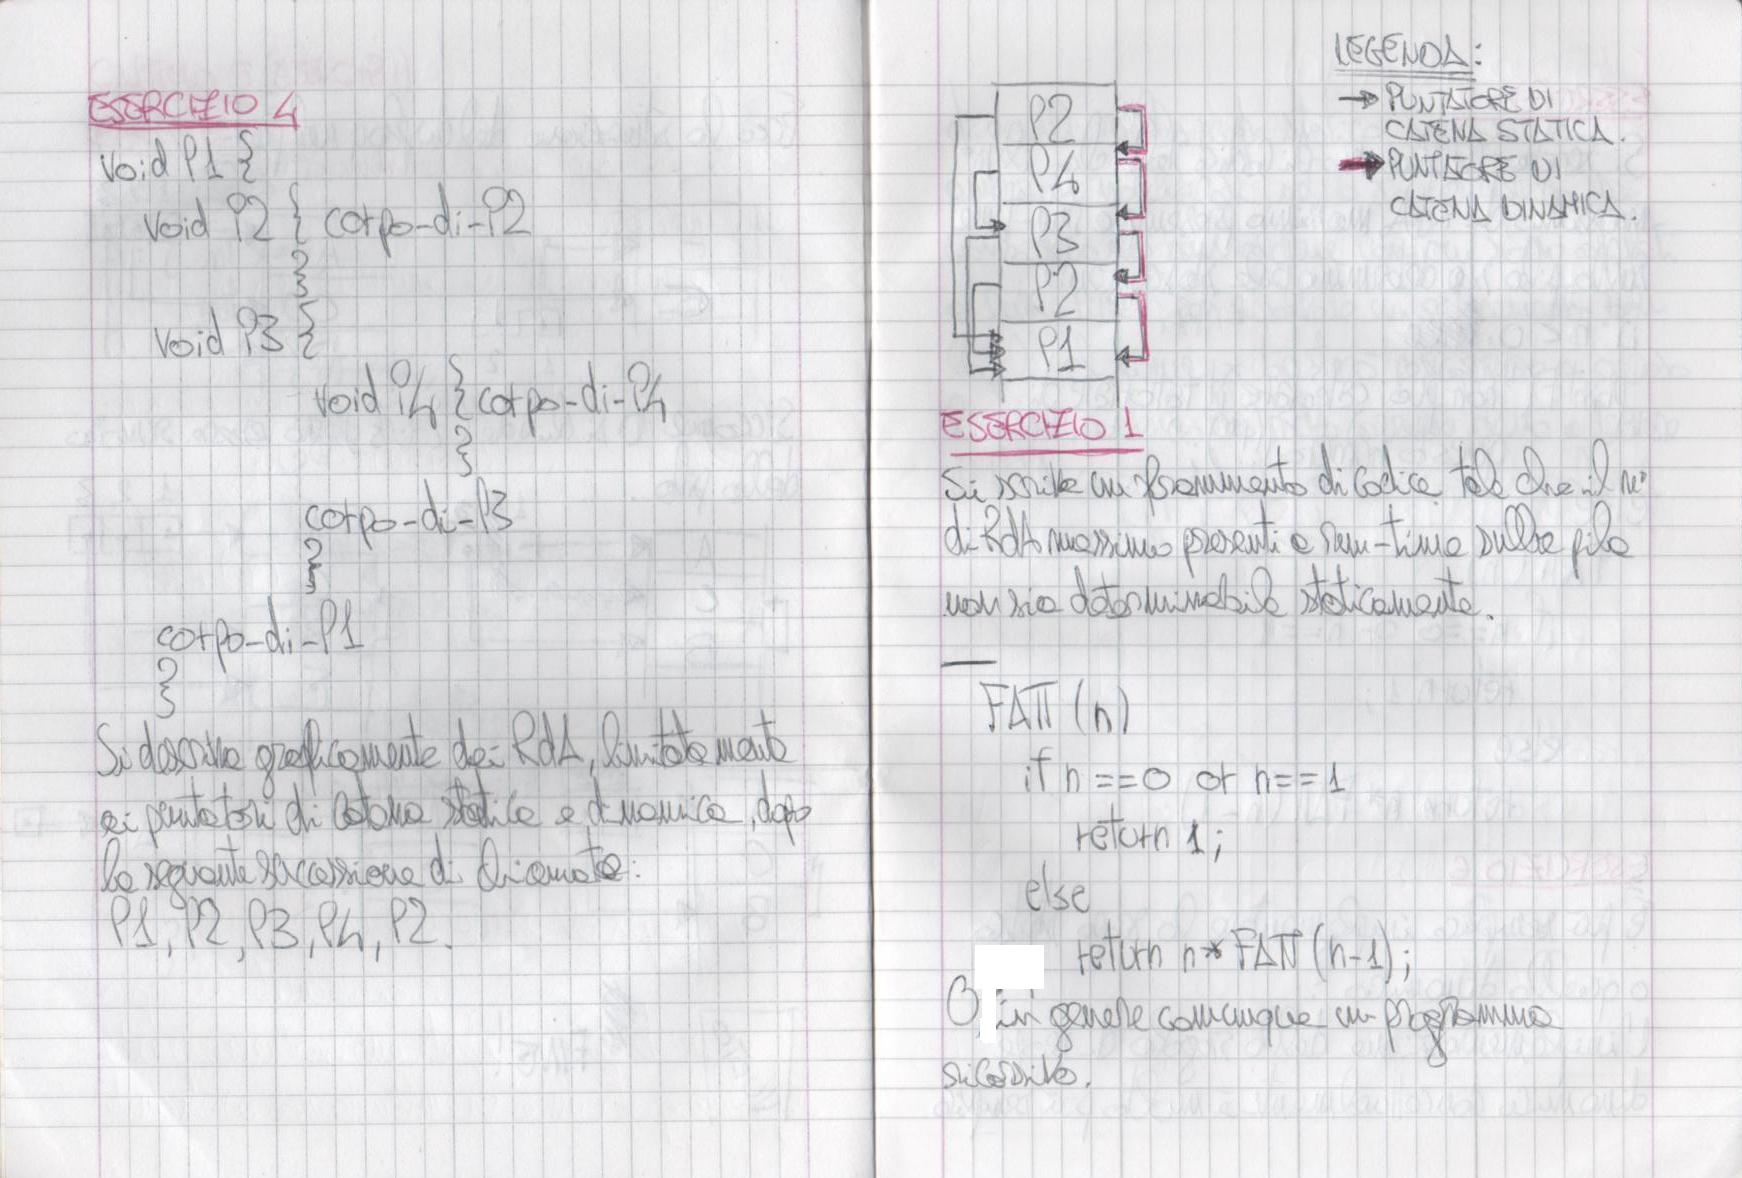 ESERCIZIO 4
void P1 {
void P2 { corpo-di-P2
}
void P3 {
void P4 { corpo-di-P4
}
corpo-di-P3
}
corpo-di-P1
}
Si descriva graficamente dei RdA, limitatamente
ai puntatori di catena statica e dinamica, dopo
la seguente successione di chiamate:
P1, P2, P3, P4, P2.
LEGENDA:
→ PUNTATORE DI
CATENA STATICA.
→ PUNTATORE DI
CATENA DINAMICA.
P2
P4
P3
P2
P1
ESERCIZIO 1
Si scriva un frammento di codice tale che il n°
di RdA massimo presenti a run-time sulla pila
non sia determinabile staticamente.
FATT (n)
if n == 0 or n == 1
return 1;
else
return n * FATT (n-1);
O, in genere comunque un programma
ricorsivo.